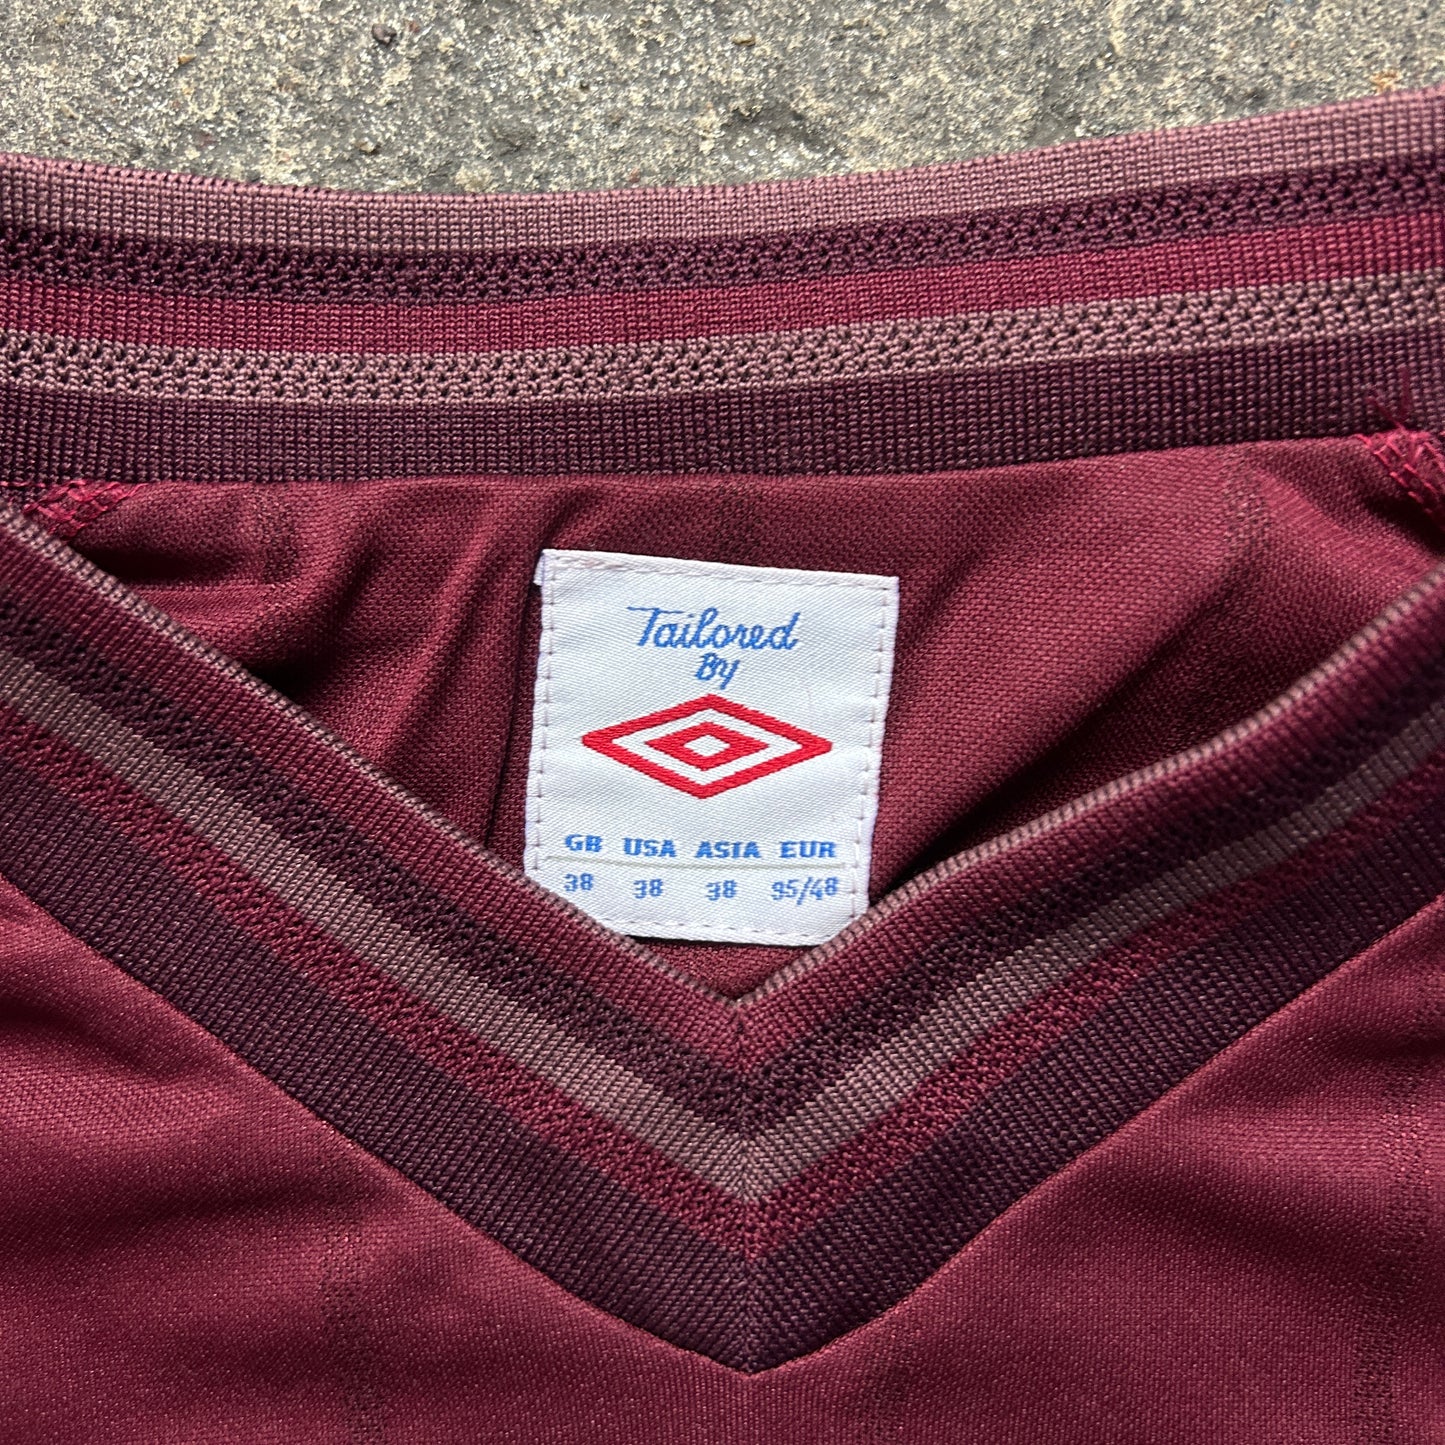 Tailored
By
GB USA ASIA EUR
38 38 38 95/48